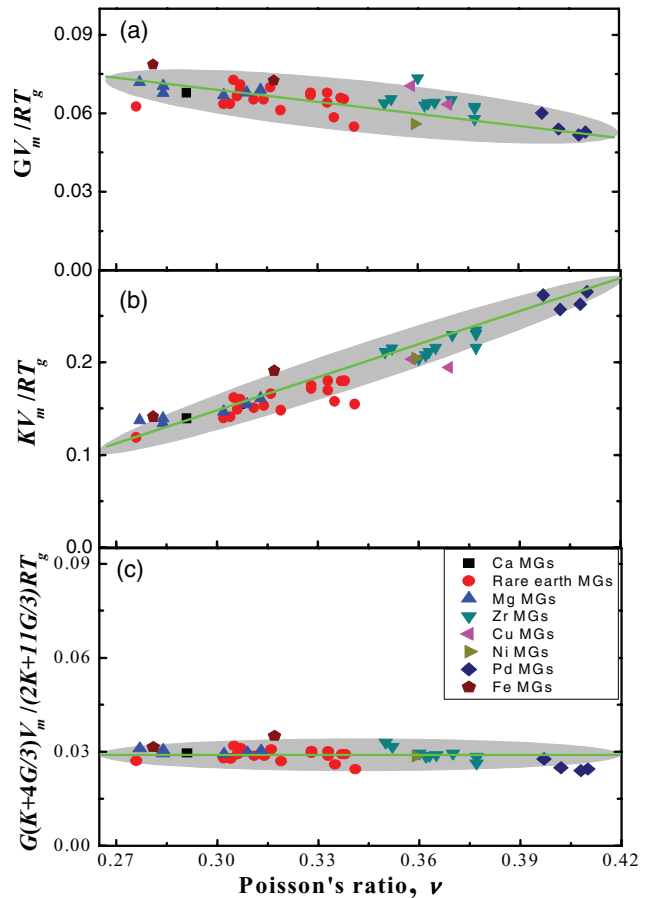 (a)
0.09
0.06
0.03
0.00
GV_m/RT_g
(b)
0.2
0.1
0.0
KV_m/RT_g
(c)
0.09
0.06
0.03
0.00
G(K+4G/3)V_m/(2K+11G/3)RT_g
Ca MGs
Rare earth MGs
Mg MGs
Zr MGs
Cu MGs
Ni MGs
Pd MGs
Fe MGs
0.27 0.30 0.33 0.36 0.39 0.42
Poisson's ratio, ν